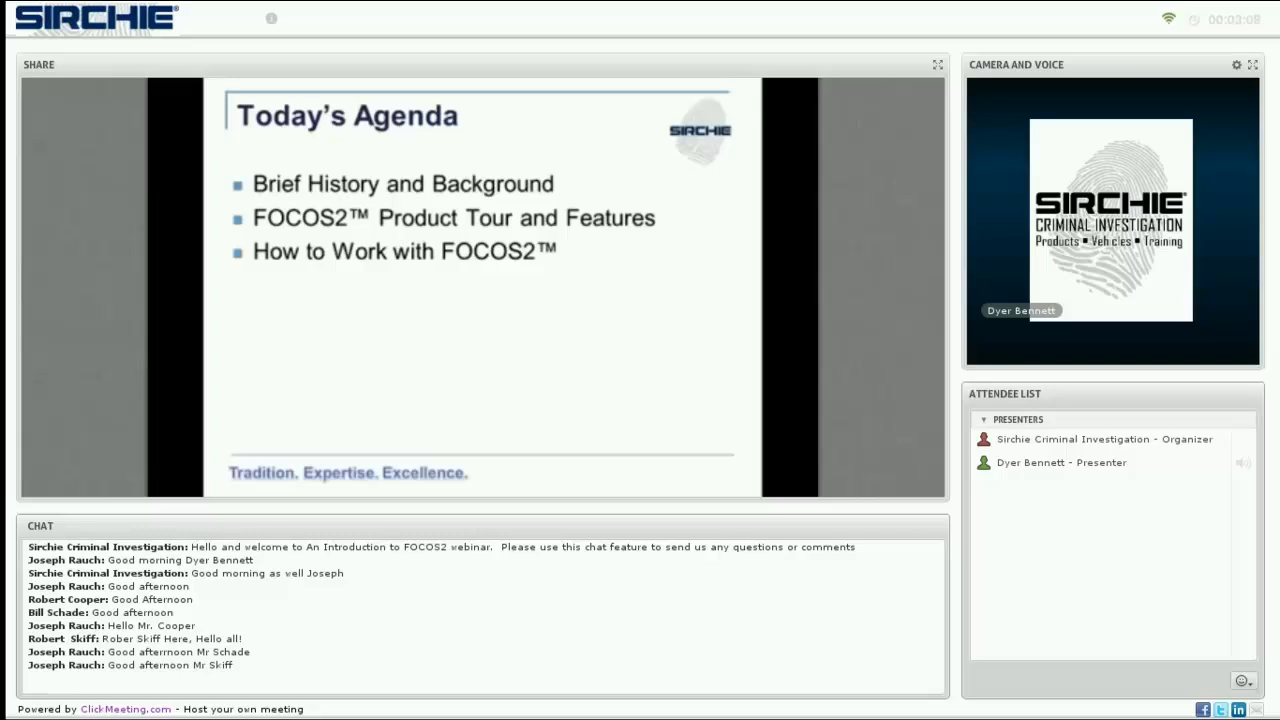 SIRCHIE®
00:03:08
SHARE
Today's Agenda
SIRCHIE
Brief History and Background
FOCOS2™ Product Tour and Features
How to Work with FOCOS2™
Tradition. Expertise. Excellence.
CAMERA AND VOICE
SIRCHIE®
CRIMINAL INVESTIGATION
Products ▪ Vehicles ▪ Training
Dyer Bennett
ATTENDEE LIST
PRESENTERS
Sirchie Criminal Investigation - Organizer
Dyer Bennett - Presenter
CHAT
Sirchie Criminal Investigation: Hello and welcome to An Introduction to FOCOS2 webinar. Please use this chat feature to send us any questions or comments
Joseph Rauch: Good morning Dyer Bennett
Sirchie Criminal Investigation: Good morning as well Joseph
Joseph Rauch: Good afternoon
Robert Cooper: Good Afternoon
Bill Schade: Good afternoon
Joseph Rauch: Hello Mr. Cooper
Robert Skiff: Rober Skiff Here, Hello all!
Joseph Rauch: Good afternoon Mr Schade
Joseph Rauch: Good afternoon Mr Skiff
Powered by ClickMeeting.com - Host your own meeting